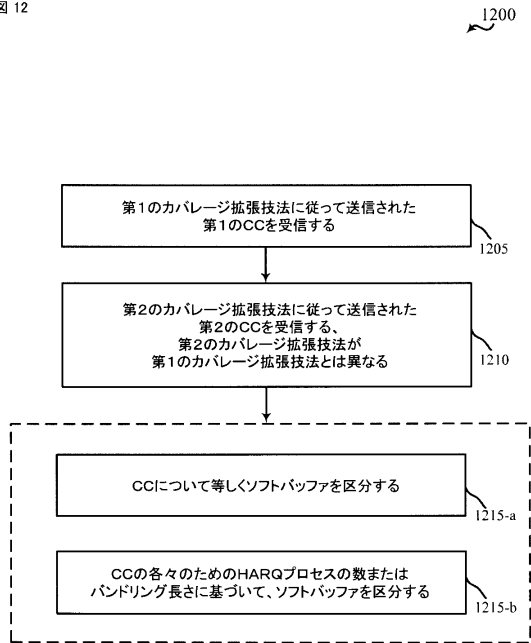 図 12
1200
第1のカバレージ拡張技法に従って送信された
第1のCCを受信する
1205
第2のカバレージ拡張技法に従って送信された
第2のCCを受信する、
第2のカバレージ拡張技法が
第1のカバレージ拡張技法とは異なる
1210
CCについて等しくソフトバッファを区分する
1215-a
CCの各々のためのHARQプロセスの数または
バンドリング長さに基づいて、ソフトバッファを区分する
1215-b